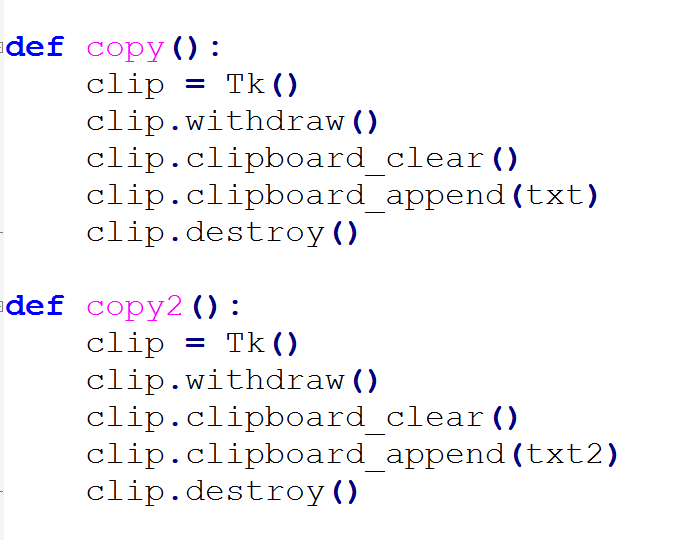 def copy():
    clip = Tk()
    clip.withdraw()
    clip.clipboard_clear()
    clip.clipboard_append(txt)
    clip.destroy()

def copy2():
    clip = Tk()
    clip.withdraw()
    clip.clipboard_clear()
    clip.clipboard_append(txt2)
    clip.destroy()